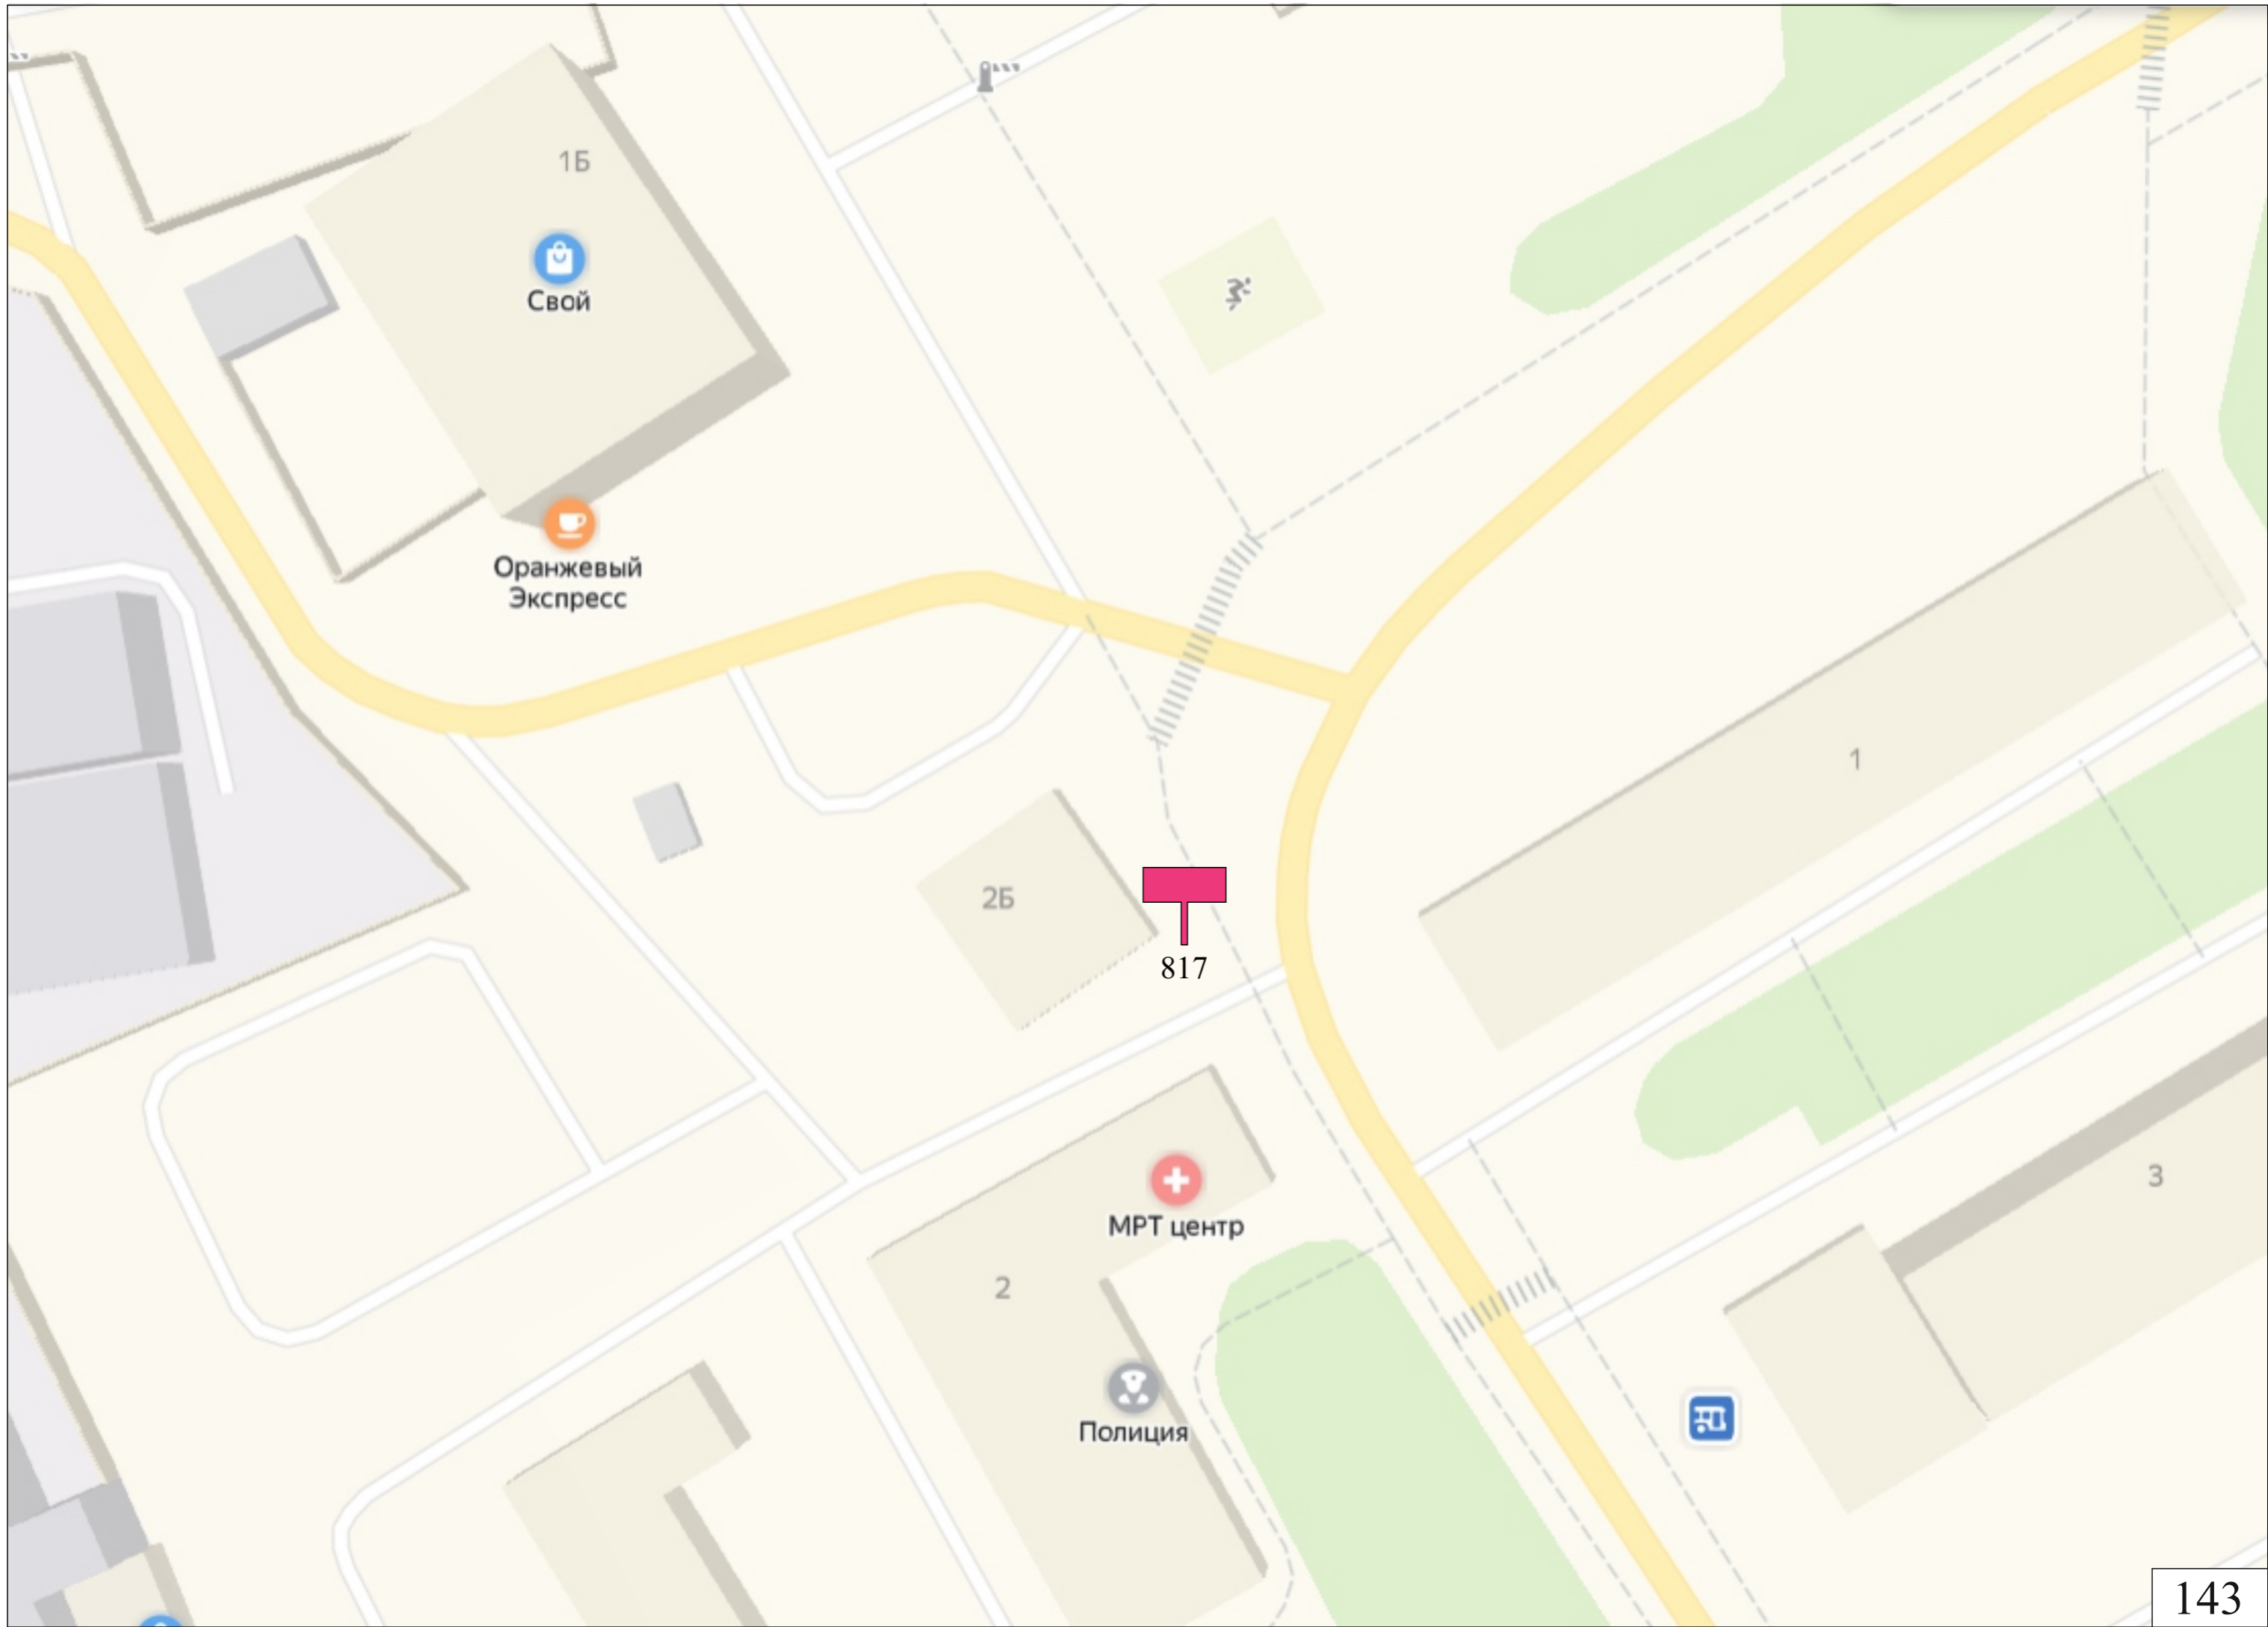 1Б
Свой
Оранжевый
Экспресс
1
2Б
817
3
МРТ центр
2
Полиция
143